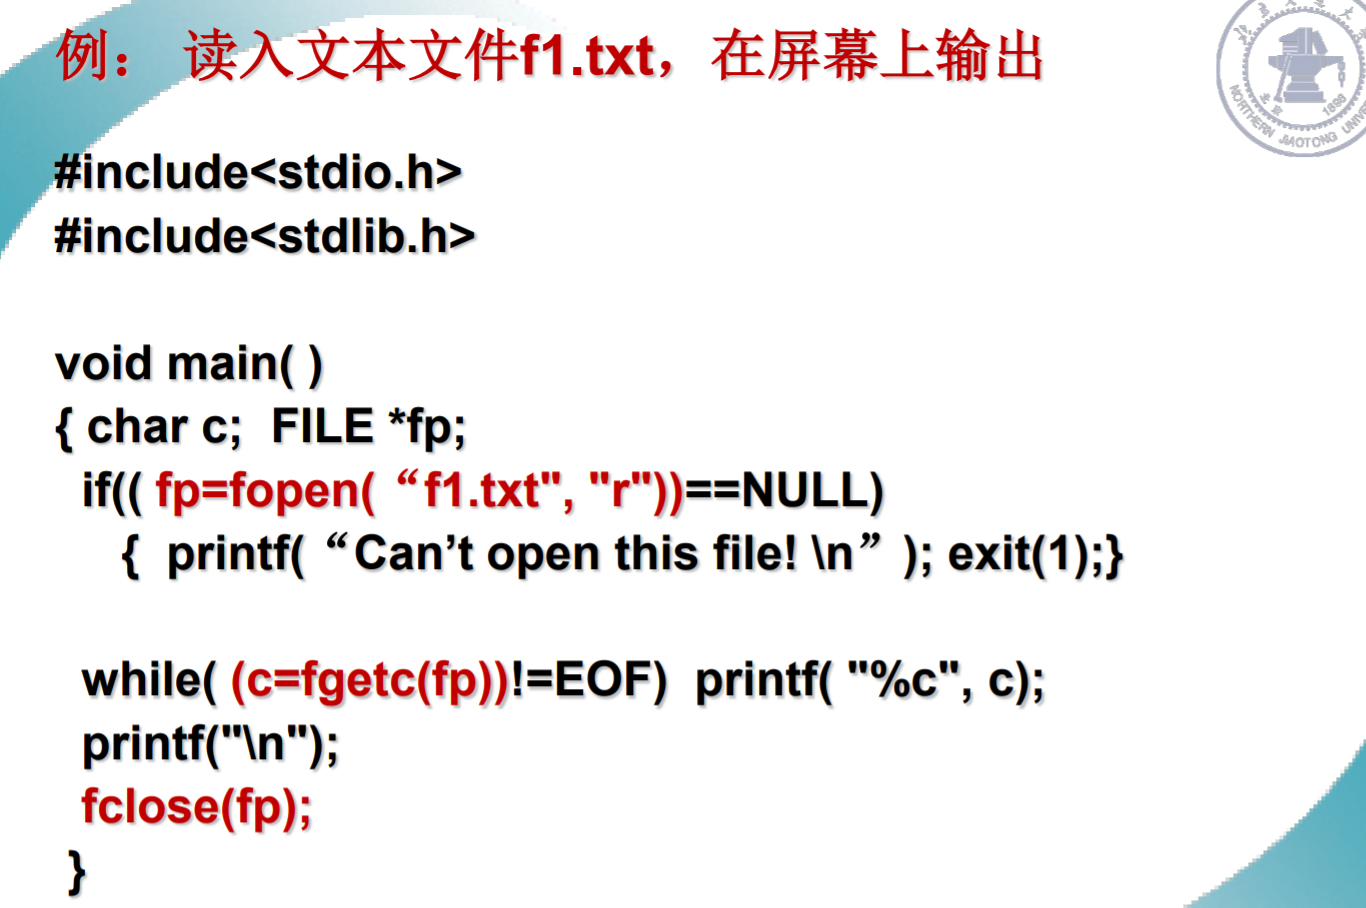 例： 读入文本文件f1.txt，在屏幕上输出
#include<stdio.h>
#include<stdlib.h>
void main( )
{ char c;  FILE *fp;
if(( fp=fopen( “f1.txt", "r"))==NULL)
{  printf( “Can’t open this file! \n” ); exit(1);}
while( (c=fgetc(fp))!=EOF)  printf( "%c", c);
printf("\n");
fclose(fp);
}
NORTHERN JIAOTONG
1896